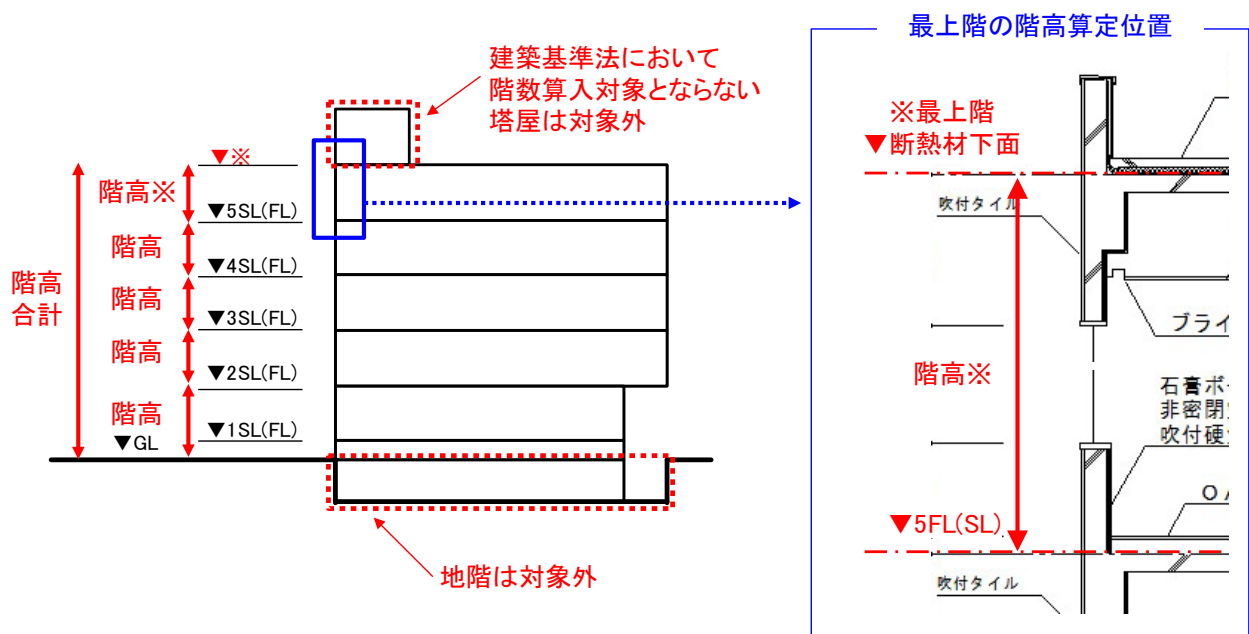 建築基準法において
階数算入対象とならない
塔屋は対象外
▼※
階高※
▼5SL(FL)
階高
▼4SL(FL)
階高
合計
階高
▼3SL(FL)
階高
▼2SL(FL)
階高
▼GL
▼1SL(FL)
地階は対象外
最上階の階高算定位置
※最上階
▼断熱材下面
吹付タイル
ブライ
階高※
石膏ボ
非密閉
吹付硬
O
▼5FL(SL)
吹付タイル